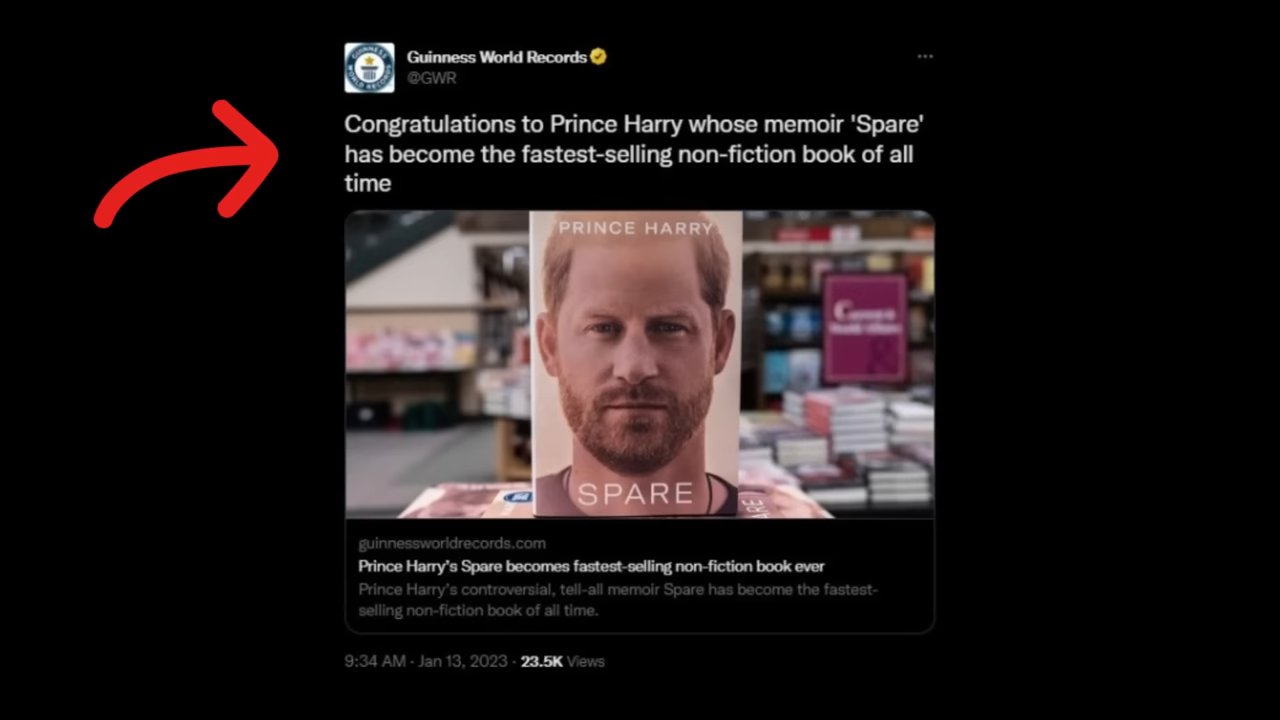 Guinness World Records
@GWR
Congratulations to Prince Harry whose memoir 'Spare'
has become the fastest-selling non-fiction book of all
time
PRINCE HARRY
SPARE
guinnessworldrecords.com
Prince Harry's Spare becomes fastest-selling non-fiction book ever
Prince Harry's controversial, tell-all memoir Spare has become the fastest-
selling non-fiction book of all time.
9:34 AM · Jan 13, 2023 · 23.5K Views